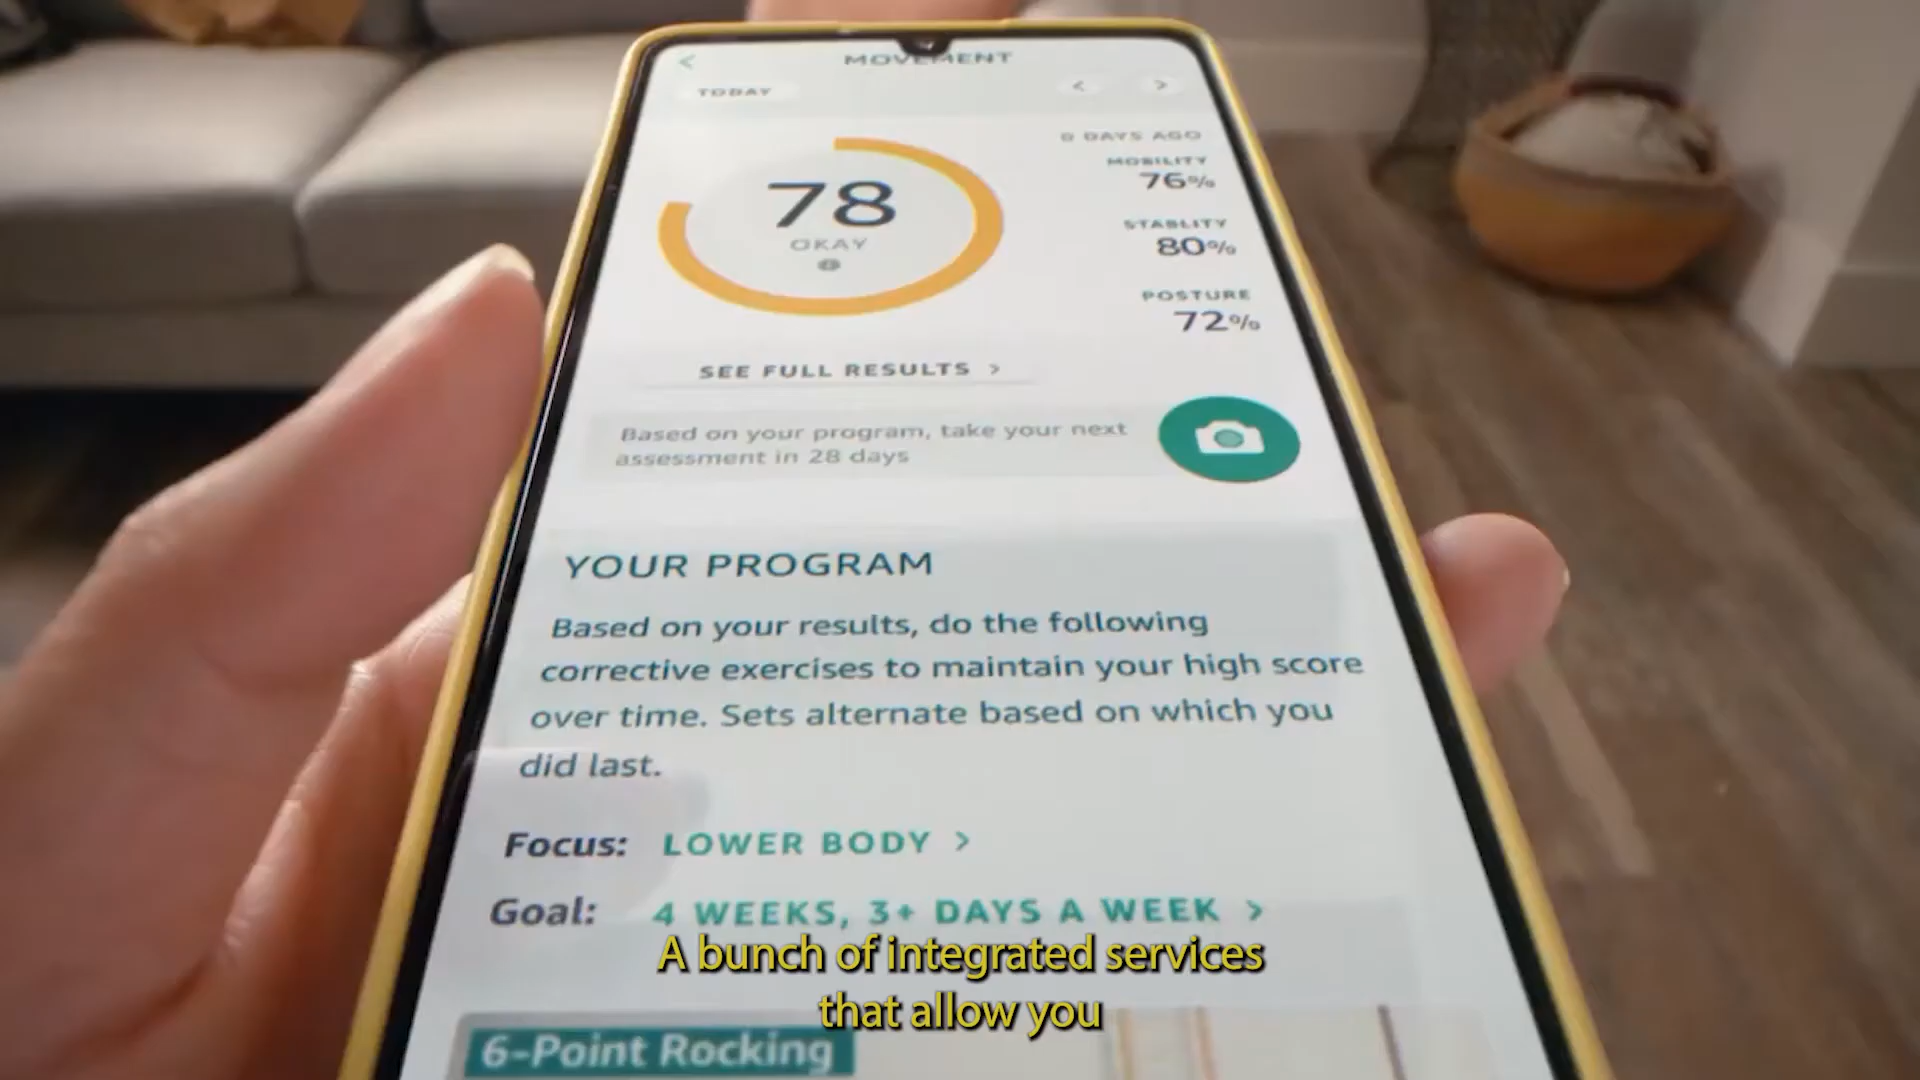 MOVEMENT
TODAY
0 DAYS AGO
MOBILITY
76%
STABLITY
80%
POSTURE
72%
78
OKAY
SEE FULL RESULTS >
Based on your program, take your next
assessment in 28 days
YOUR PROGRAM
Based on your results, do the following
corrective exercises to maintain your high score
over time. Sets alternate based on which you
did last.
Focus: LOWER BODY >
Goal: 4 WEEKS, 3+ DAYS A WEEK >
A bunch of integrated services
that allow you
6-Point Rocking